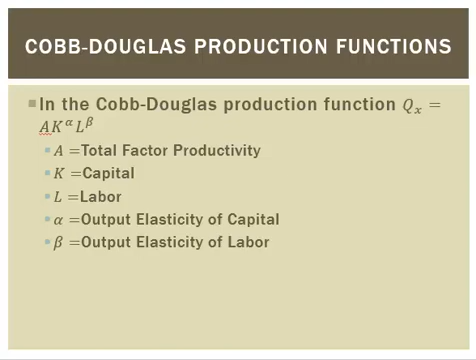 COBB-DOUGLAS PRODUCTION FUNCTIONS
In the Cobb-Douglas production function Qₓ =
AK^α L^β
A =Total Factor Productivity
K =Capital
L =Labor
α =Output Elasticity of Capital
β =Output Elasticity of Labor